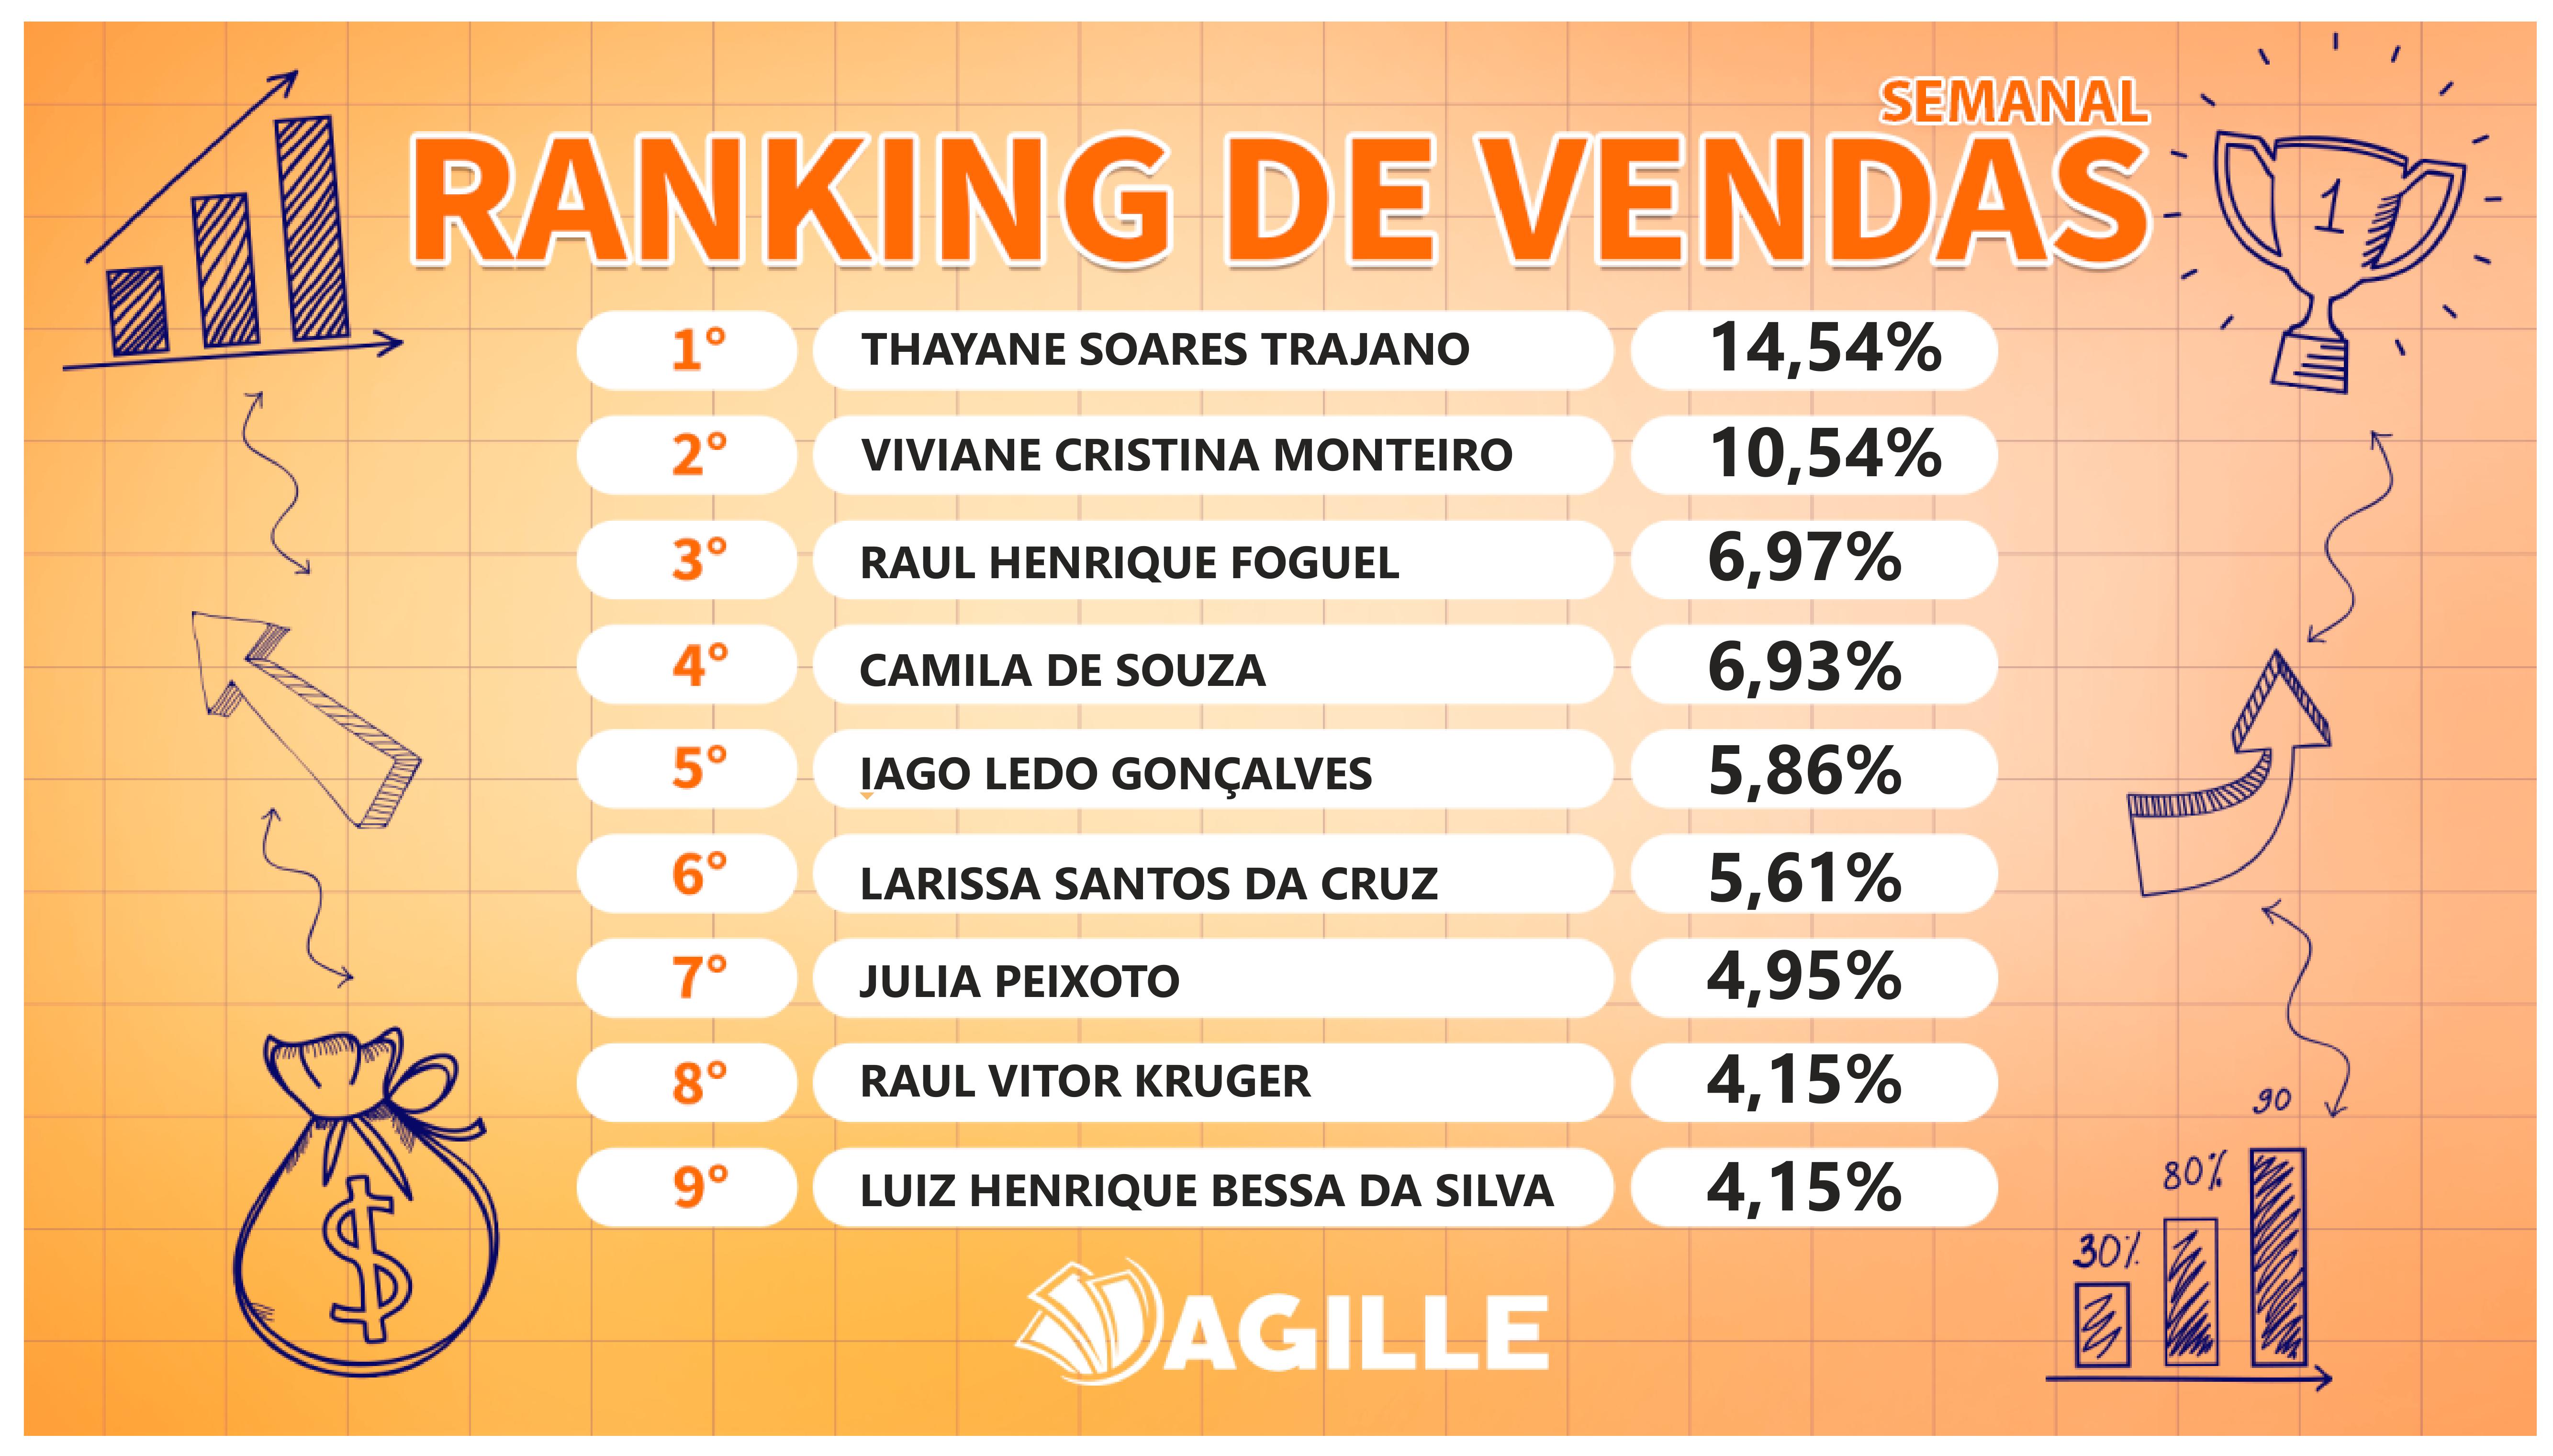 SEMANAL
RANKING DE VENDAS
1° THAYANE SOARES TRAJANO 14,54%
2° VIVIANE CRISTINA MONTEIRO 10,54%
3° RAUL HENRIQUE FOGUEL 6,97%
4° CAMILA DE SOUZA 6,93%
5° IAGO LEDO GONÇALVES 5,86%
6° LARISSA SANTOS DA CRUZ 5,61%
7° JULIA PEIXOTO 4,95%
8° RAUL VITOR KRUGER 4,15%
9° LUIZ HENRIQUE BESSA DA SILVA 4,15%
AGILLE
1
$
30%
80%
90